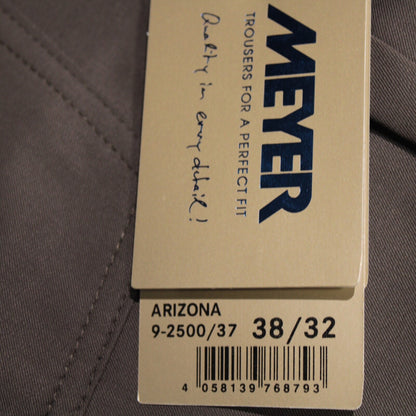 MEYER
TROUSERS FOR A PERFECT FIT
Quality in every detail!
ARIZONA
9-2500/37 38/32
4 058139 768793